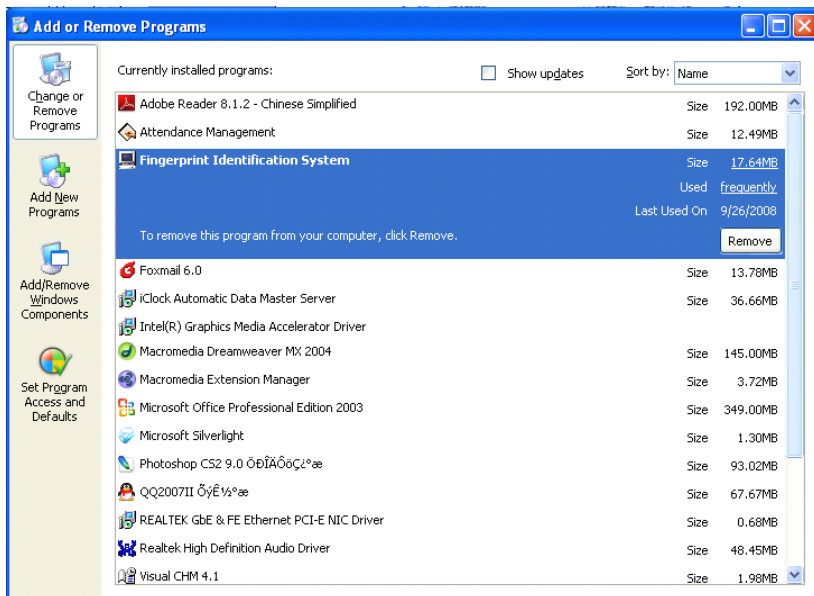 Add or Remove Programs
Change or
Remove
Programs
Add New
Programs
Add/Remove
Windows
Components
Set Program
Access and
Defaults
Currently installed programs:
Show updates
Sort by: Name
Adobe Reader 8.1.2 - Chinese Simplified Size 192.00MB
Attendance Management Size 12.49MB
Fingerprint Identification System Size 17.64MB
Used frequently
Last Used On 9/26/2008
To remove this program from your computer, click Remove. Remove
Foxmail 6.0 Size 13.78MB
iClock Automatic Data Master Server Size 36.66MB
Intel(R) Graphics Media Accelerator Driver
Macromedia Dreamweaver MX 2004 Size 145.00MB
Macromedia Extension Manager Size 3.72MB
Microsoft Office Professional Edition 2003 Size 349.00MB
Microsoft Silverlight Size 1.30MB
Photoshop CS2 9.0 ÖÐÎÄÔöÇ¿°æ Size 93.02MB
QQ2007II ÕýÊ½°æ Size 67.67MB
REALTEK GbE & FE Ethernet PCI-E NIC Driver Size 0.68MB
Realtek High Definition Audio Driver Size 48.45MB
Visual CHM 4.1 Size 1.98MB